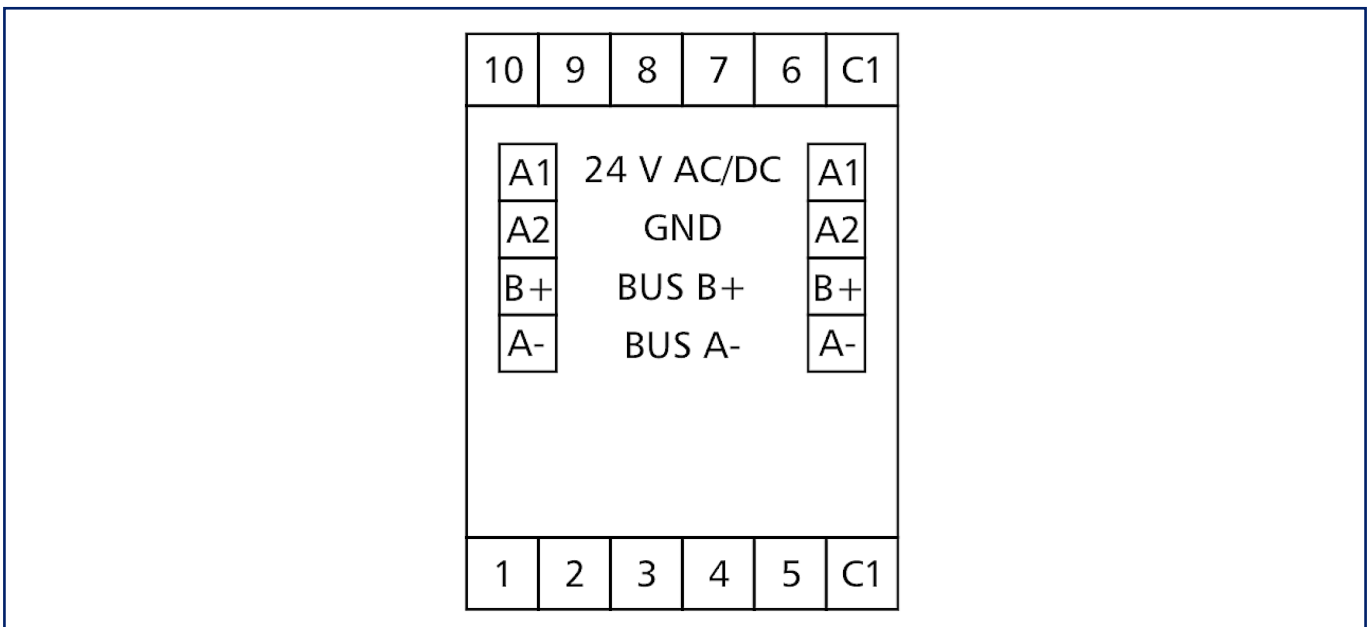 10 9 8 7 6 C1
A1 24 V AC/DC A1
A2 GND A2
B+ BUS B+ B+
A- BUS A- A-
1 2 3 4 5 C1